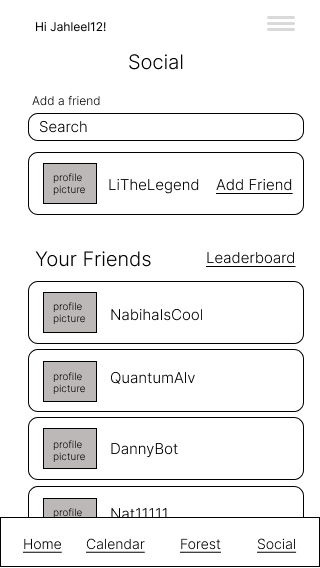 Hi Jahleel12!
Social
Add a friend
Search
profile
picture
LiTheLegend Add Friend
Your Friends Leaderboard
profile
picture
NabihaIsCool
profile
picture
QuantumAlv
profile
picture
DannyBot
profile
Nat11111
Home Calendar Forest Social